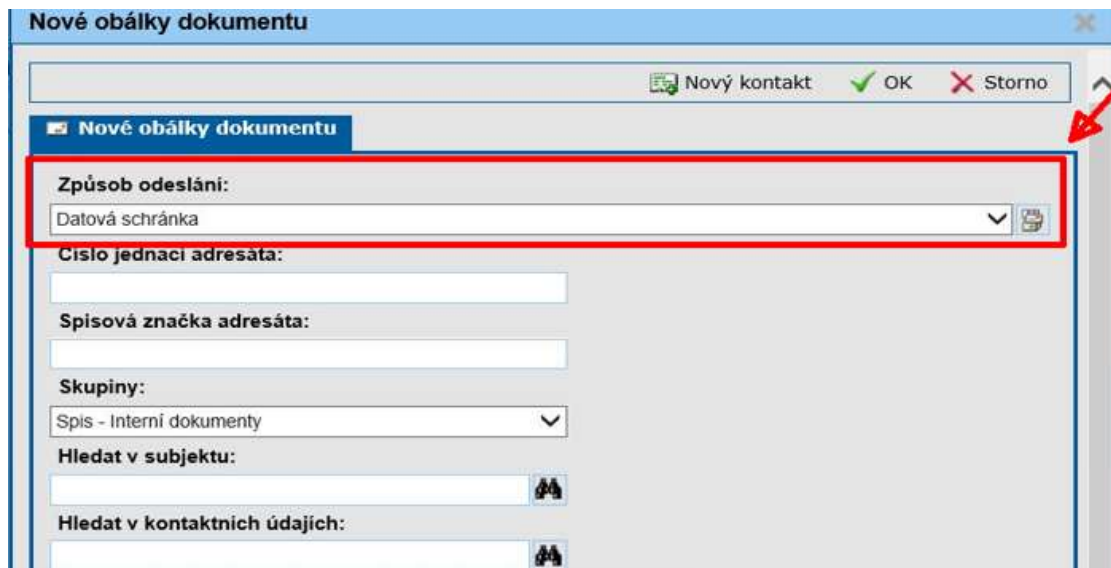 Nové obálky dokumentu
Nový kontakt OK Storno
Nové obálky dokumentu
Způsob odeslání:
Datová schránka
Číslo jednací adresáta:
Spisová značka adresáta:
Skupiny:
Spis - Interní dokumenty
Hledat v subjektu:
Hledat v kontaktních údajích: